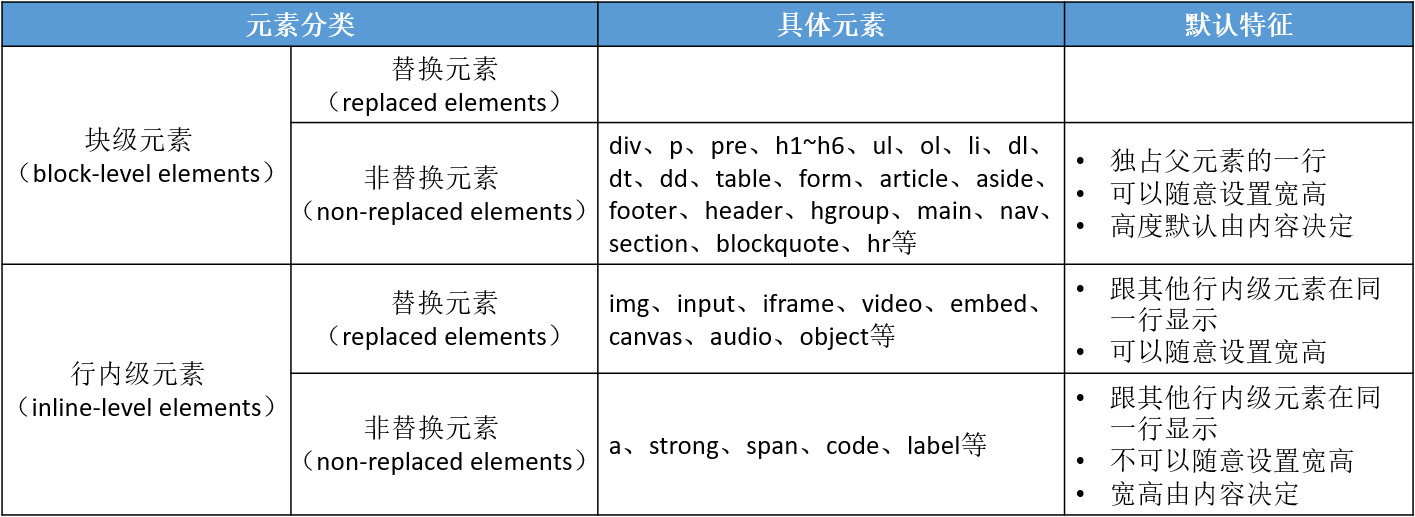 元素分类
具体元素
默认特征
块级元素
（block-level elements）
替换元素
（replaced elements）
非替换元素
（non-replaced elements）
div、p、pre、h1~h6、ul、ol、li、dl、
dt、dd、table、form、article、aside、
footer、header、hgroup、main、nav、
section、blockquote、hr等
• 独占父元素的一行
• 可以随意设置宽高
• 高度默认由内容决定
行内级元素
（inline-level elements）
替换元素
（replaced elements）
img、input、iframe、video、embed、
canvas、audio、object等
• 跟其他行内级元素在同
一行显示
• 可以随意设置宽高
非替换元素
（non-replaced elements）
a、strong、span、code、label等
• 跟其他行内级元素在同
一行显示
• 不可以随意设置宽高
• 宽高由内容决定